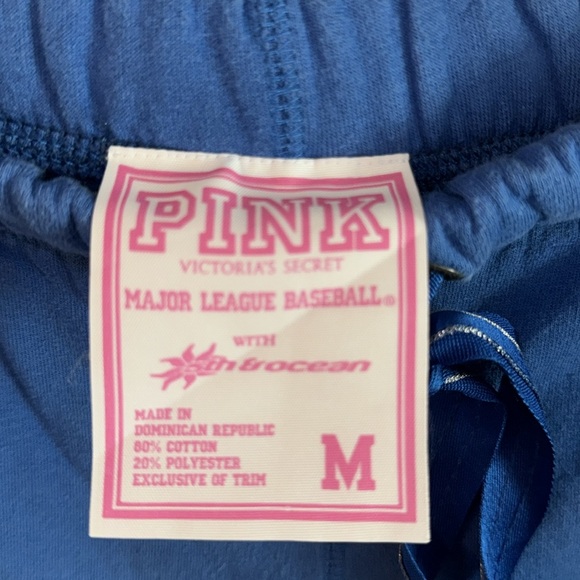 PINK
VICTORIA'S SECRET
MAJOR LEAGUE BASEBALL®
WITH
5th&ocean
MADE IN
DOMINICAN REPUBLIC
80% COTTON
20% POLYESTER
EXCLUSIVE OF TRIM
M